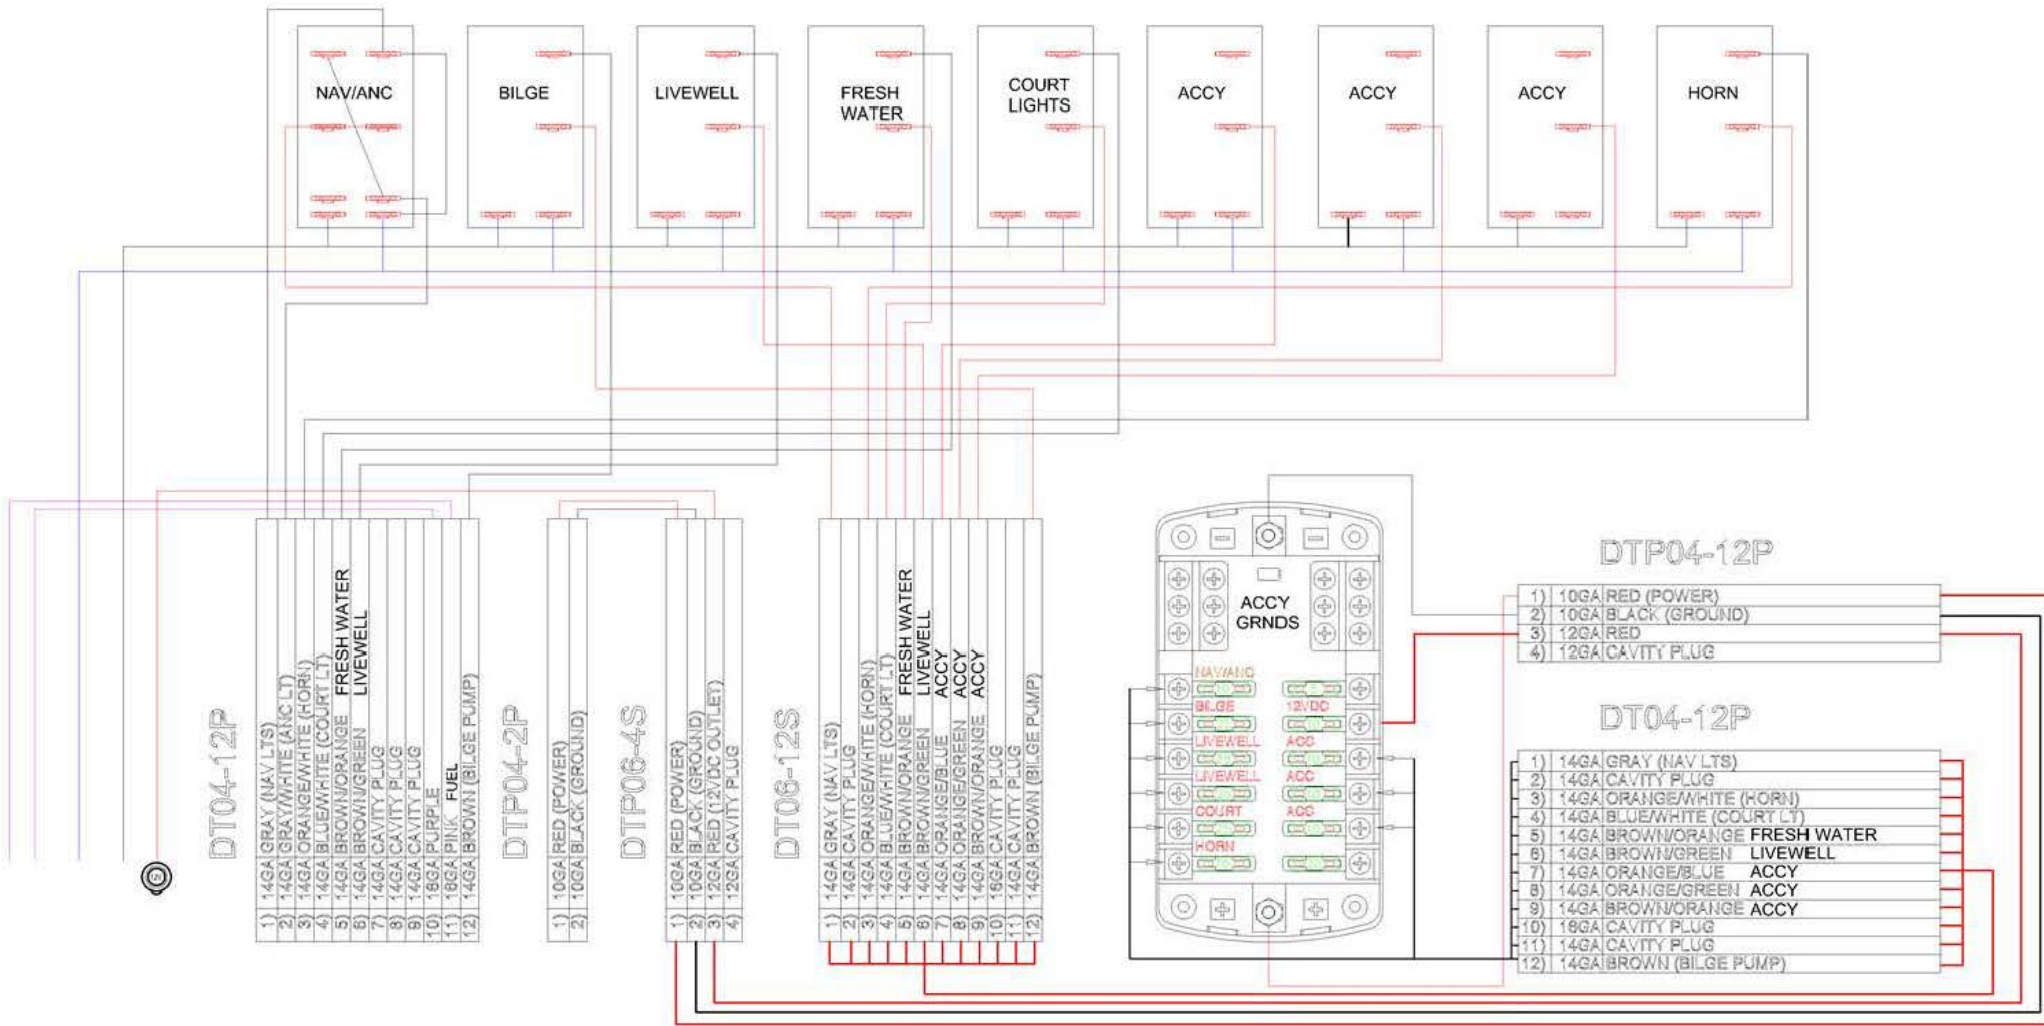 NAV/ANC
BILGE
LIVEWELL
FRESH
WATER
COURT
LIGHTS
ACCY
ACCY
ACCY
HORN
DT04-12P
1) 14GA GRAY (NAV LTS)
2) 14GA GRAY/WHITE (ANC LT)
3) 14GA ORANGE/WHITE (HORN)
4) 14GA BLUE/WHITE (COURT LT)
5) 14GA BROWN/ORANGE FRESH WATER
6) 14GA BROWN/GREEN LIVEWELL
7) 14GA CAVITY PLUG
8) 14GA CAVITY PLUG
9) 14GA CAVITY PLUG
10) 16GA PURPLE
11) 16GA PINK FUEL
12) 14GA BROWN (BILGE PUMP)
DTP04-2P
1) 10GA RED (POWER)
2) 10GA BLACK (GROUND)
DTP06-4S
1) 10GA RED (POWER)
2) 10GA BLACK (GROUND)
3) 12GA RED (12VDC OUTLET)
4) 12GA CAVITY PLUG
DT06-12S
1) 14GA GRAY (NAV LTS)
2) 14GA CAVITY PLUG
3) 14GA ORANGE/WHITE (HORN)
4) 14GA BLUE/WHITE (COURT LT)
5) 14GA BROWN/ORANGE FRESH WATER
6) 14GA BROWN/GREEN LIVEWELL
7) 14GA ORANGE/BLUE ACCY
8) 14GA ORANGE/GREEN ACCY
9) 14GA BROWN/ORANGE ACCY
10) 16GA CAVITY PLUG
11) 14GA CAVITY PLUG
12) 14GA BROWN (BILGE PUMP)
ACCY
GRNDS
NAV/ANC
BILGE 12VDC
LIVEWELL ACC
LIVEWELL ACC
COURT ACC
HORN
DTP04-12P
1) 10GA RED (POWER)
2) 10GA BLACK (GROUND)
3) 12GA RED
4) 12GA CAVITY PLUG
DT04-12P
1) 14GA GRAY (NAV LTS)
2) 14GA CAVITY PLUG
3) 14GA ORANGE/WHITE (HORN)
4) 14GA BLUE/WHITE (COURT LT)
5) 14GA BROWN/ORANGE FRESH WATER
6) 14GA BROWN/GREEN LIVEWELL
7) 14GA ORANGE/BLUE ACCY
8) 14GA ORANGE/GREEN ACCY
9) 14GA BROWN/ORANGE ACCY
10) 16GA CAVITY PLUG
11) 14GA CAVITY PLUG
12) 14GA BROWN (BILGE PUMP)